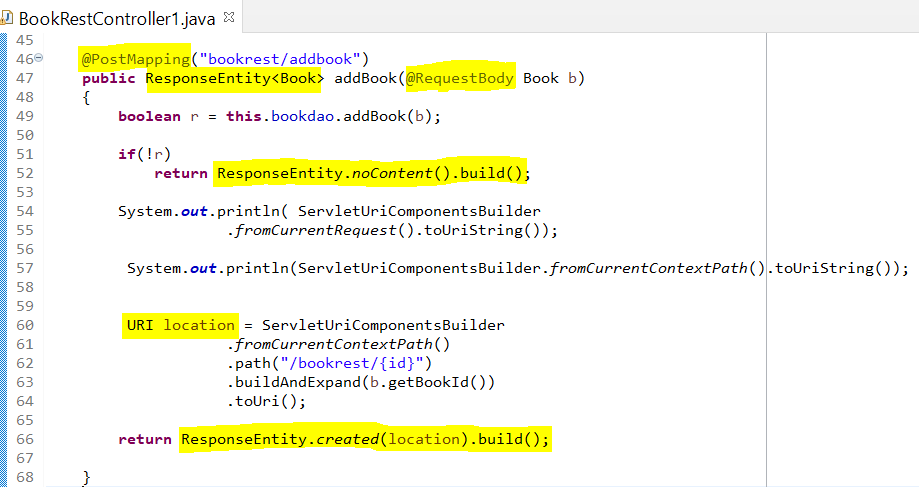 BookRestController1.java
45
46 @PostMapping("bookrest/addbook")
47 public ResponseEntity<Book> addBook(@RequestBody Book b)
48 {
49 boolean r = this.bookdao.addBook(b);
50
51 if(!r)
52 return ResponseEntity.noContent().build();
53
54 System.out.println( ServletUriComponentsBuilder
55 .fromCurrentRequest().toUriString());
56
57 System.out.println(ServletUriComponentsBuilder.fromCurrentContextPath().toUriString());
58
59
60 URI location = ServletUriComponentsBuilder
61 .fromCurrentContextPath()
62 .path("/bookrest/{id}")
63 .buildAndExpand(b.getBookId())
64 .toUri();
65
66 return ResponseEntity.created(location).build();
67
68 }